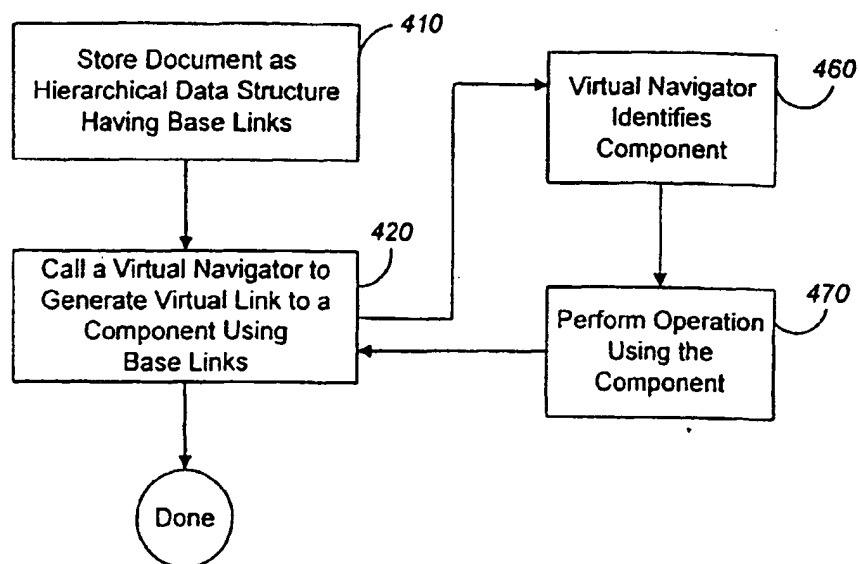 410
Store Document as
Hierarchical Data Structure
Having Base Links
460
Virtual Navigator
Identifies
Component
420
Call a Virtual Navigator to
Generate Virtual Link to a
Component Using
Base Links
470
Perform Operation
Using the
Component
Done